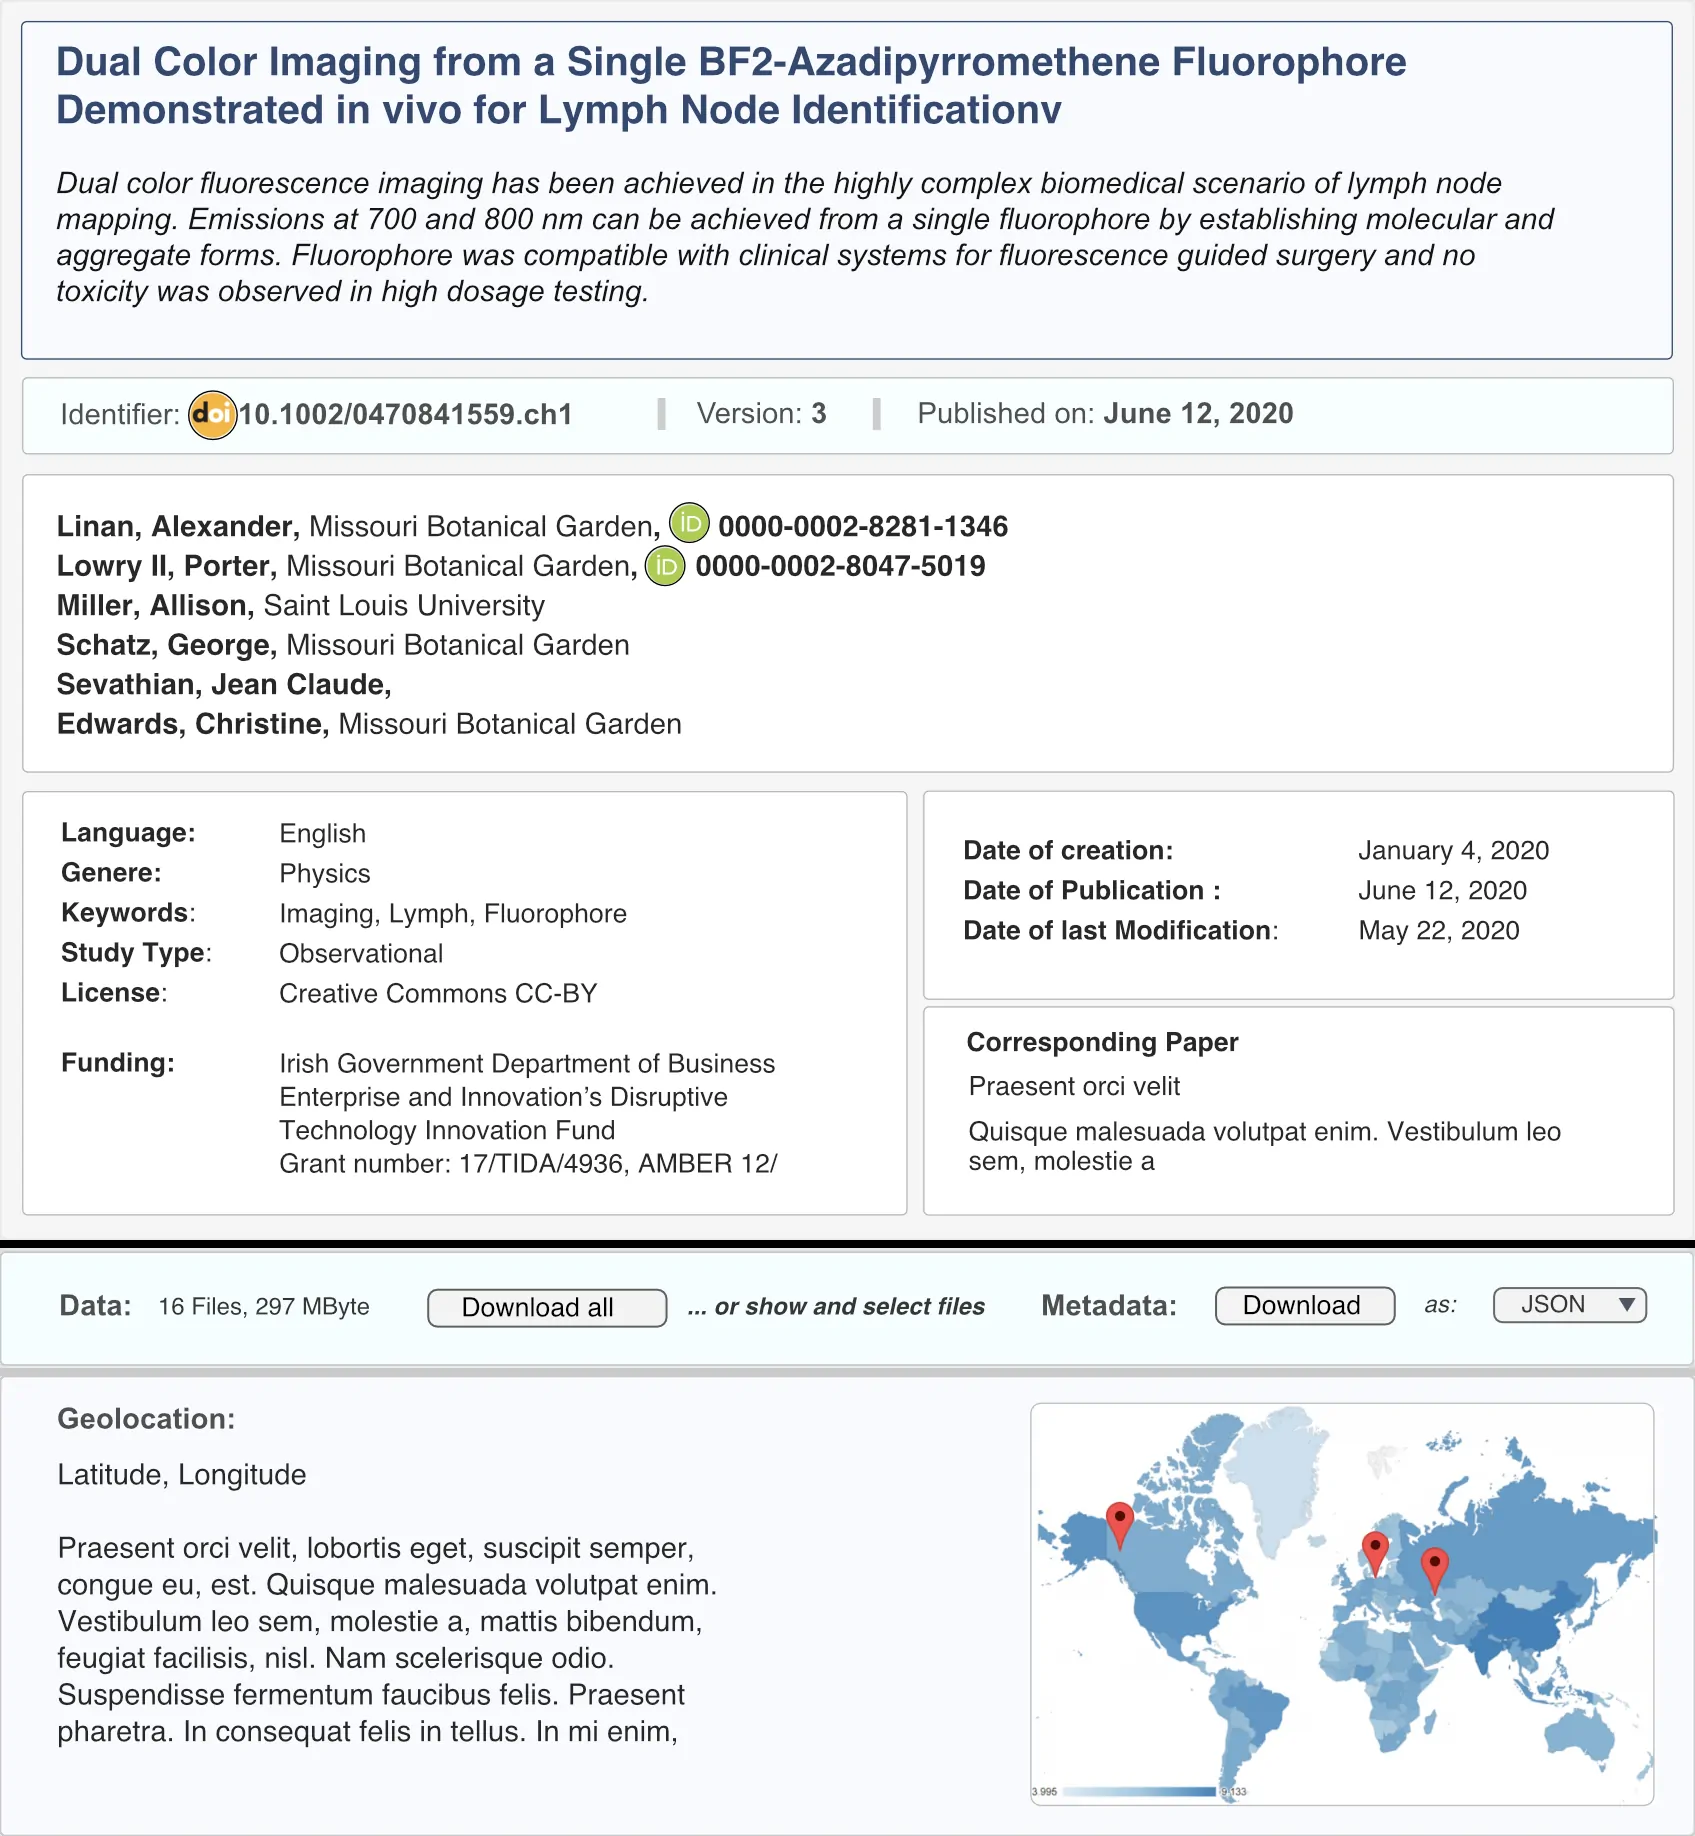 Dual Color Imaging from a Single BF2-Azadipyrromethene Fluorophore
Demonstrated in vivo for Lymph Node Identificationv
Dual color fluorescence imaging has been achieved in the highly complex biomedical scenario of lymph node
mapping. Emissions at 700 and 800 nm can be achieved from a single fluorophore by establishing molecular and
aggregate forms. Fluorophore was compatible with clinical systems for fluorescence guided surgery and no
toxicity was observed in high dosage testing.
Identifier: doi 10.1002/0470841559.ch1 | Version: 3 | Published on: June 12, 2020
Linan, Alexander, Missouri Botanical Garden, iD 0000-0002-8281-1346
Lowry II, Porter, Missouri Botanical Garden, iD 0000-0002-8047-5019
Miller, Allison, Saint Louis University
Schatz, George, Missouri Botanical Garden
Sevathian, Jean Claude,
Edwards, Christine, Missouri Botanical Garden
Language: English
Genere: Physics
Keywords: Imaging, Lymph, Fluorophore
Study Type: Observational
License: Creative Commons CC-BY
Funding: Irish Government Department of Business
Enterprise and Innovation’s Disruptive
Technology Innovation Fund
Grant number: 17/TIDA/4936, AMBER 12/
Date of creation: January 4, 2020
Date of Publication : June 12, 2020
Date of last Modification: May 22, 2020
Corresponding Paper
Praesent orci velit
Quisque malesuada volutpat enim. Vestibulum leo
sem, molestie a
Data: 16 Files, 297 MByte Download all ... or show and select files Metadata: Download as: JSON
Geolocation:
Latitude, Longitude
Praesent orci velit, lobortis eget, suscipit semper,
congue eu, est. Quisque malesuada volutpat enim.
Vestibulum leo sem, molestie a, mattis bibendum,
feugiat facilisis, nisl. Nam scelerisque odio.
Suspendisse fermentum faucibus felis. Praesent
pharetra. In consequat felis in tellus. In mi enim,
3 995